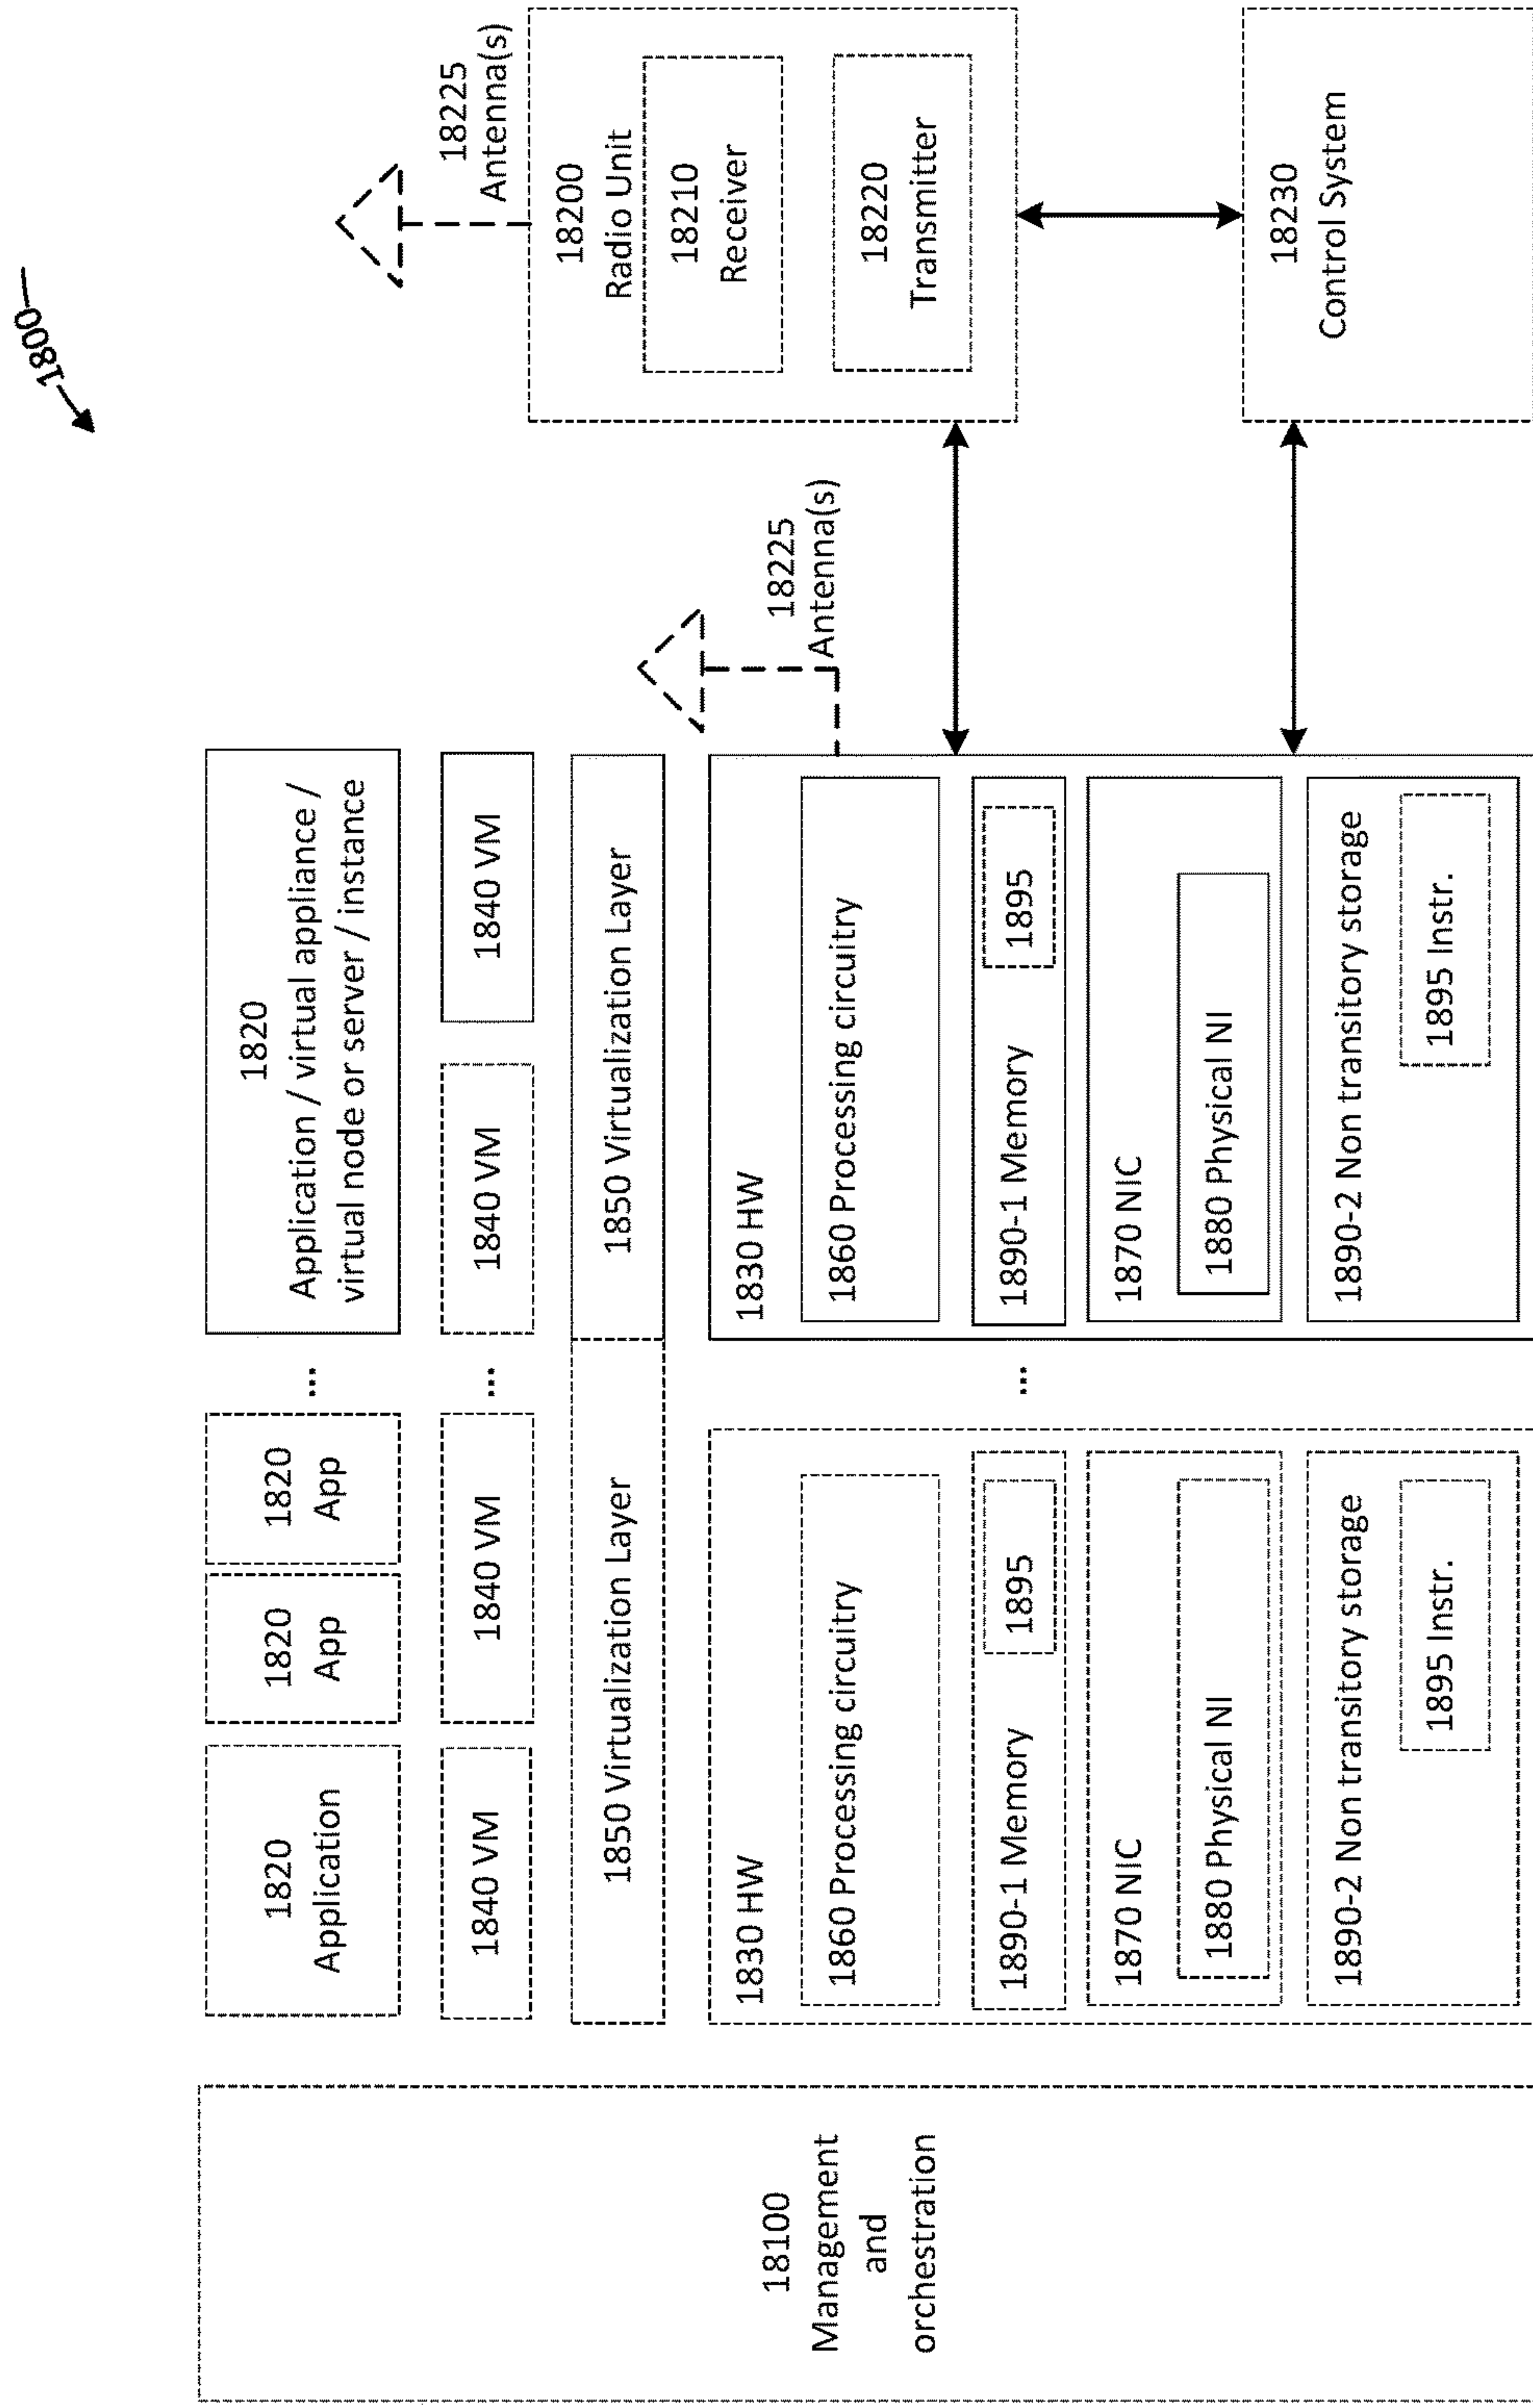 1800
1820
Application
1820
App
1820
App
...
1820
Application / virtual appliance /
virtual node or server / instance
1840 VM
1840 VM
...
1840 VM
1840 VM
1850 Virtualization Layer
1850 Virtualization Layer
18100
Management
and
orchestration
1830 HW
1860 Processing circuitry
1890-1 Memory
1895
1870 NIC
1880 Physical NI
1890-2 Non transitory storage
1895 Instr.
...
1830 HW
1860 Processing circuitry
1890-1 Memory
1895
1870 NIC
1880 Physical NI
1890-2 Non transitory storage
1895 Instr.
18225
Antenna(s)
18225
Antenna(s)
18200
Radio Unit
18210
Receiver
18220
Transmitter
18230
Control System